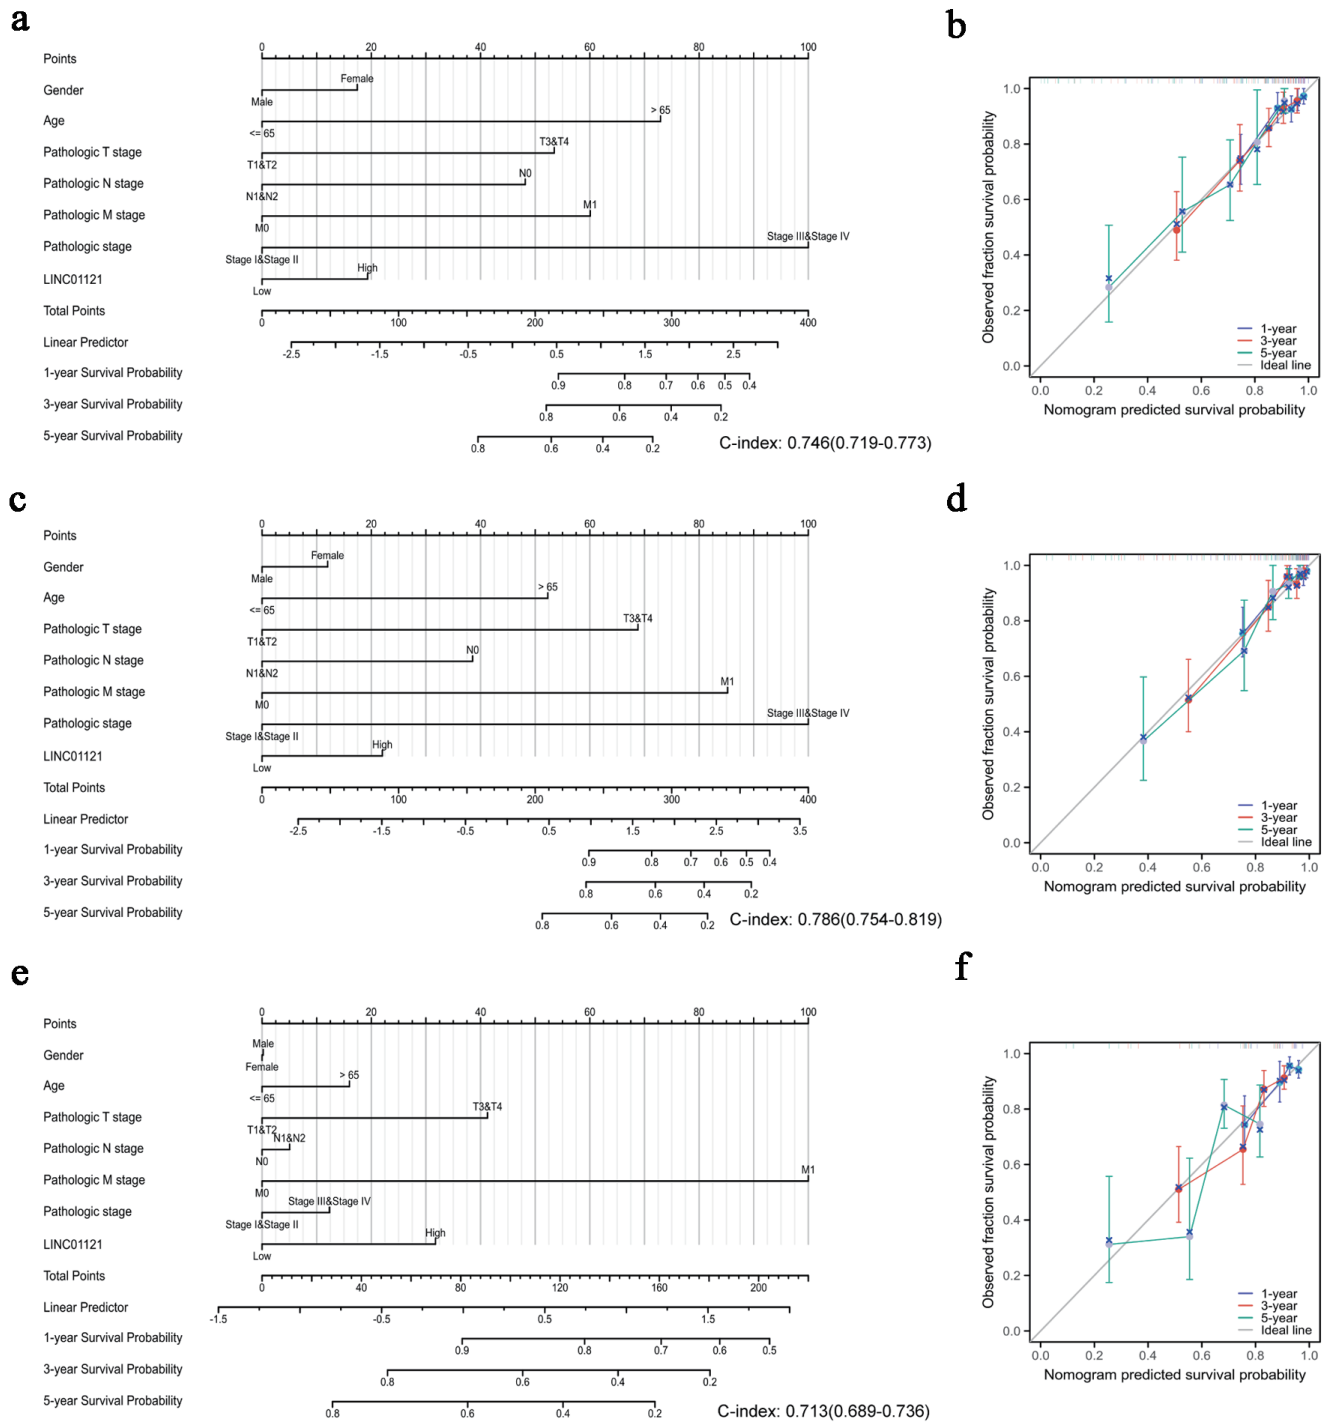 a
Points
0 20 40 60 80 100
Gender
Female
Male
Age
> 65
<= 65
Pathologic T stage
T3&T4
T1&T2
Pathologic N stage
N0
N1&N2
Pathologic M stage
M1
M0
Pathologic stage
Stage III&Stage IV
Stage I&Stage II
LINC01121
High
Low
Total Points
0 100 200 300 400
Linear Predictor
-2.5 -1.5 -0.5 0.5 1.5 2.5
1-year Survival Probability
0.9 0.8 0.7 0.6 0.5 0.4
3-year Survival Probability
0.8 0.6 0.4 0.2
5-year Survival Probability
0.8 0.6 0.4 0.2
C-index: 0.746(0.719-0.773)
b
Observed fraction survival probability
1.0
0.8
0.6
0.4
0.2
0.0
1-year
3-year
5-year
Ideal line
0.0 0.2 0.4 0.6 0.8 1.0
Nomogram predicted survival probability
c
Points
0 20 40 60 80 100
Gender
Female
Male
Age
> 65
<= 65
Pathologic T stage
T3&T4
T1&T2
Pathologic N stage
N0
N1&N2
Pathologic M stage
M1
M0
Pathologic stage
Stage III&Stage IV
Stage I&Stage II
LINC01121
High
Low
Total Points
0 100 200 300 400
Linear Predictor
-2.5 -1.5 -0.5 0.5 1.5 2.5 3.5
1-year Survival Probability
0.9 0.8 0.7 0.6 0.5 0.4
3-year Survival Probability
0.8 0.6 0.4 0.2
5-year Survival Probability
0.8 0.6 0.4 0.2
C-index: 0.786(0.754-0.819)
d
Observed fraction survival probability
1.0
0.8
0.6
0.4
0.2
0.0
1-year
3-year
5-year
Ideal line
0.0 0.2 0.4 0.6 0.8 1.0
Nomogram predicted survival probability
e
Points
0 20 40 60 80 100
Gender
Male
Female
Age
> 65
<= 65
Pathologic T stage
T3&T4
T1&T2
Pathologic N stage
N1&N2
N0
Pathologic M stage
M1
M0
Pathologic stage
Stage III&Stage IV
Stage I&Stage II
LINC01121
High
Low
Total Points
0 40 80 120 160 200
Linear Predictor
-1.5 -0.5 0.5 1.5
1-year Survival Probability
0.9 0.8 0.7 0.6 0.5
3-year Survival Probability
0.8 0.6 0.4 0.2
5-year Survival Probability
0.8 0.6 0.4 0.2
C-index: 0.713(0.689-0.736)
f
Observed fraction survival probability
1.0
0.8
0.6
0.4
0.2
0.0
1-year
3-year
5-year
Ideal line
0.0 0.2 0.4 0.6 0.8 1.0
Nomogram predicted survival probability